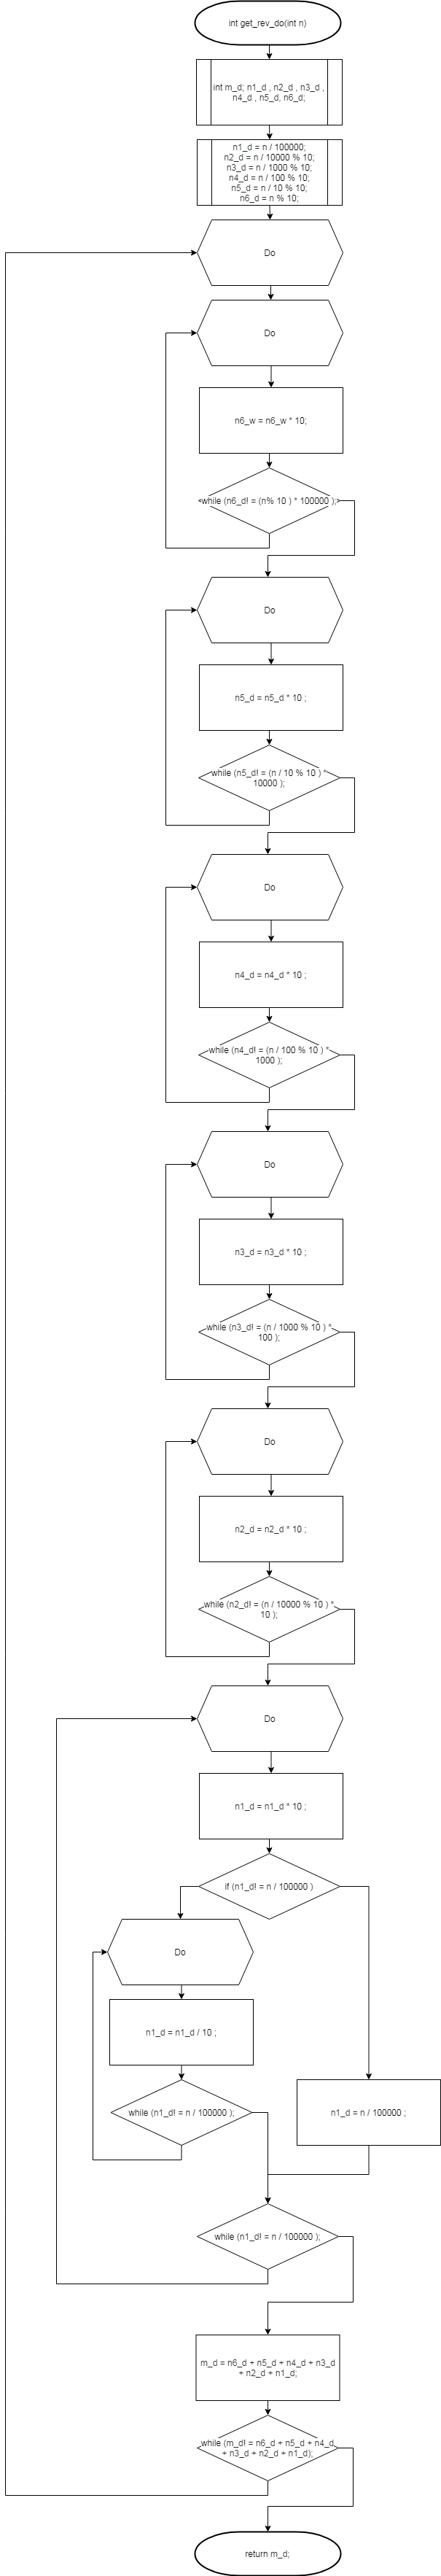 int get_rev_do(int n)
int m_d; n1_d , n2_d , n3_d ,
n4_d , n5_d, n6_d;
n1_d = n / 100000;
n2_d = n / 10000 % 10;
n3_d = n / 1000 % 10;
n4_d = n / 100 % 10;
n5_d = n / 10 % 10;
n6_d = n % 10;
Do
Do
n6_w = n6_w * 10;
while (n6_d! = (n% 10 ) * 100000 );
Do
n5_d = n5_d * 10 ;
while (n5_d! = (n / 10 % 10 ) *
10000 );
Do
n4_d = n4_d * 10 ;
while (n4_d! = (n / 100 % 10 ) *
1000 );
Do
n3_d = n3_d * 10 ;
while (n3_d! = (n / 1000 % 10 ) *
100 );
Do
n2_d = n2_d * 10 ;
while (n2_d! = (n / 10000 % 10 ) *
10 );
Do
n1_d = n1_d * 10 ;
if (n1_d! = n / 100000 )
Do
n1_d = n1_d / 10 ;
while (n1_d! = n / 100000 );
n1_d = n / 100000 ;
while (n1_d! = n / 100000 );
m_d = n6_d + n5_d + n4_d + n3_d
+ n2_d + n1_d;
while (m_d! = n6_d + n5_d + n4_d
+ n3_d + n2_d + n1_d);
return m_d;